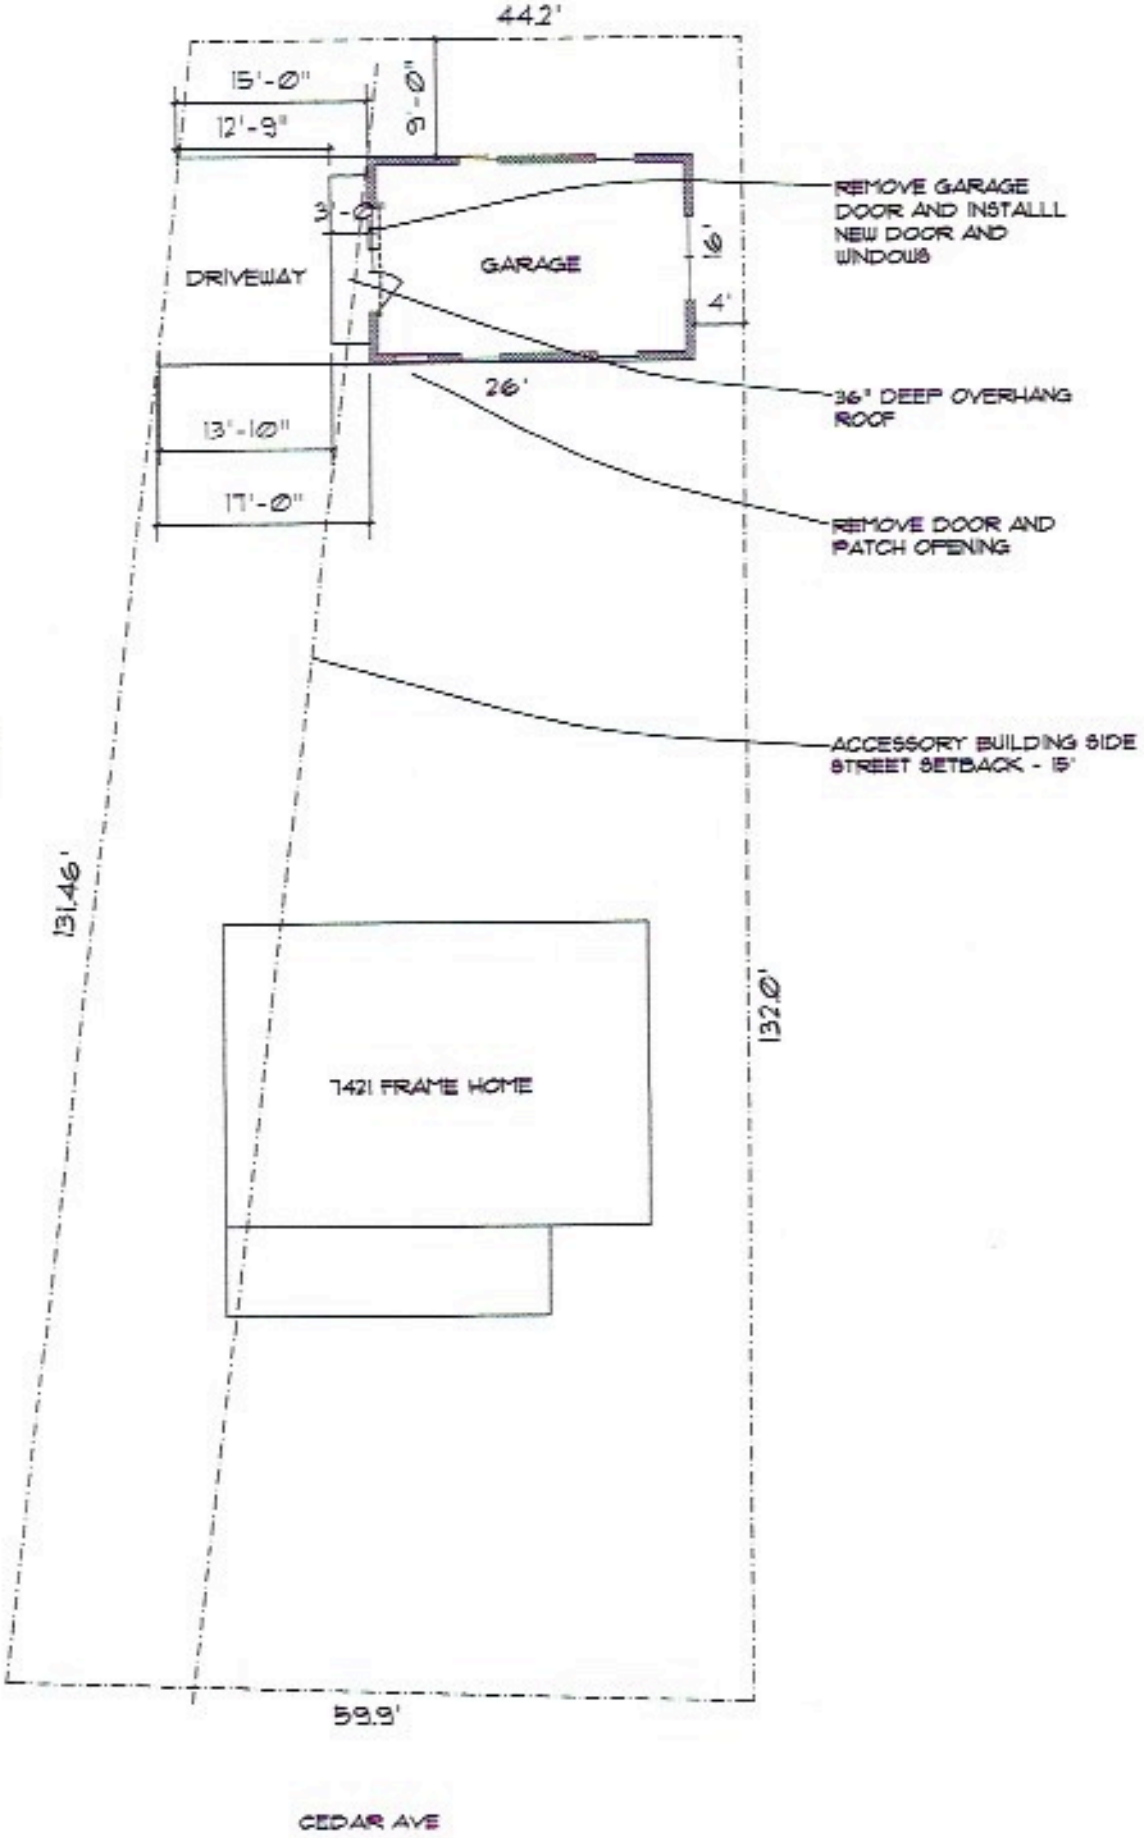 44.2'
15'-0"
12'-9"
9'-0"
3'-0"
DRIVEWAY
GARAGE
16'
4'
REMOVE GARAGE
DOOR AND INSTALLL
NEW DOOR AND
WINDOWS
26'
36" DEEP OVERHANG
ROOF
13'-10"
17'-0"
REMOVE DOOR AND
PATCH OPENING
ACCESSORY BUILDING SIDE
STREET SETBACK - 15'
131.46'
132.0'
7421 FRAME HOME
59.9'
CEDAR AVE